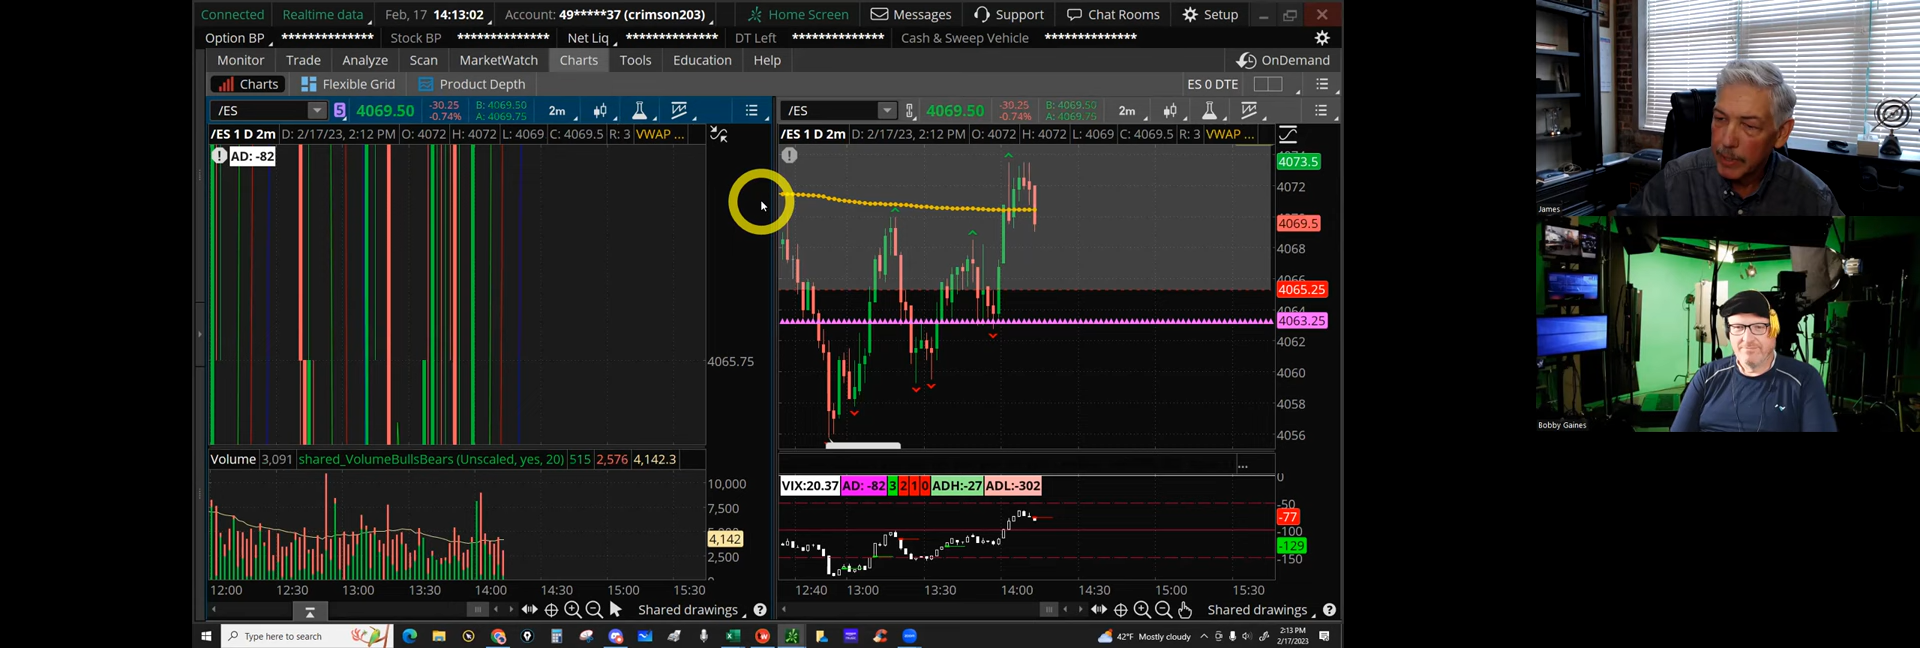 Connected Realtime data Feb, 17 14:13:02 Account: 49*****37 (crimson203) Home Screen Messages Support Chat Rooms Setup
Option BP ************** Stock BP ************** Net Liq ************** DT Left ************** Cash & Sweep Vehicle **************
Monitor Trade Analyze Scan MarketWatch Charts Tools Education Help OnDemand
Charts Flexible Grid Product Depth ES 0 DTE
/ES 5 4069.50 -30.25 -0.74% B: 4069.50 A: 4069.75 2m
/ES 4069.50 -30.25 -0.74% B: 4069.50 A: 4069.75 2m
/ES 1 D 2m D: 2/17/23, 2:12 PM O: 4072 H: 4072 L: 4069 C: 4069.5 R: 3 VWAP ...
/ES 1 D 2m D: 2/17/23, 2:12 PM O: 4072 H: 4072 L: 4069 C: 4069.5 R: 3 VWAP ...
AD: -82
4065.75
4073.5
4072
4069.5
4068
4066
4065.25
4063.25
4062
4060
4058
4056
Volume 3,091 shared_VolumeBullsBears (Unscaled, yes, 20) 515 2,576 4,142.3
10,000
7,500
4,142
2,500
12:00 12:30 13:00 13:30 14:00 14:30 15:00 15:30
VIX:20.37 AD: -82 3 2 1 0 ADH:-27 ADL:-302
0
-50
-77
-100
-129
-150
12:40 13:00 13:30 14:00 14:30 15:00 15:30
Shared drawings
Shared drawings
Type here to search
42°F Mostly cloudy
2:13 PM
2/17/2023
James
Bobby Gaines